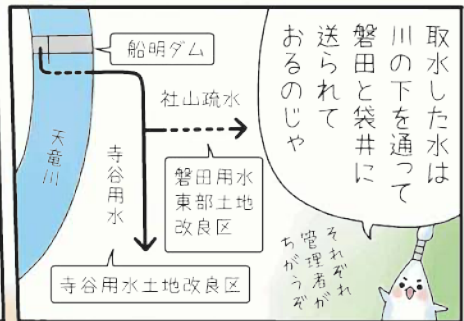 取水した水は
川の下を通って
磐田と袋井に
送られて
おるのじゃ
それぞれ
管理者が
ちがうぞ
船明ダム
社山疏水
天竜川
寺谷用水
磐田用水
東部土地
改良区
寺谷用水土地改良区